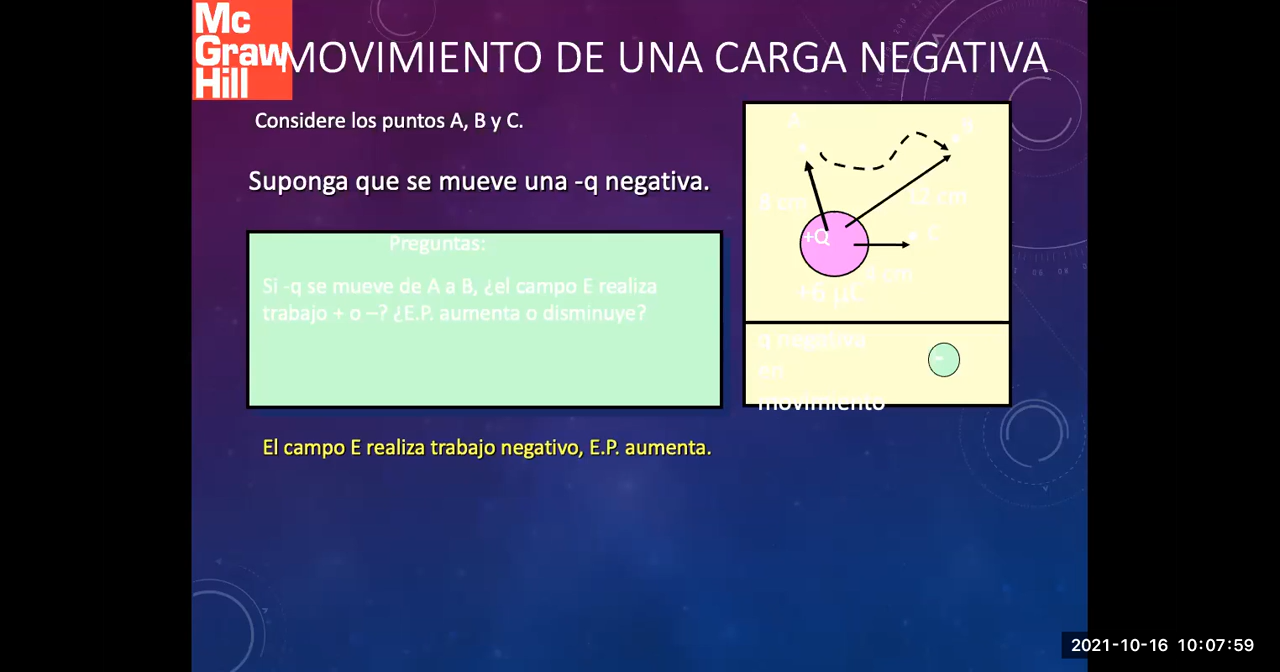 Mc
Graw
Hill
MOVIMIENTO DE UNA CARGA NEGATIVA
Considere los puntos A, B y C.
Suponga que se mueve una -q negativa.
Preguntas:
Si -q se mueve de A a B, ¿el campo E realiza
trabajo + o –? ¿E.P. aumenta o disminuye?
El campo E realiza trabajo negativo, E.P. aumenta.
A
B
8 cm
12 cm
+Q
C
4 cm
+6 µC
q negativa
en
movimiento
-
2021-10-16 10:07:59